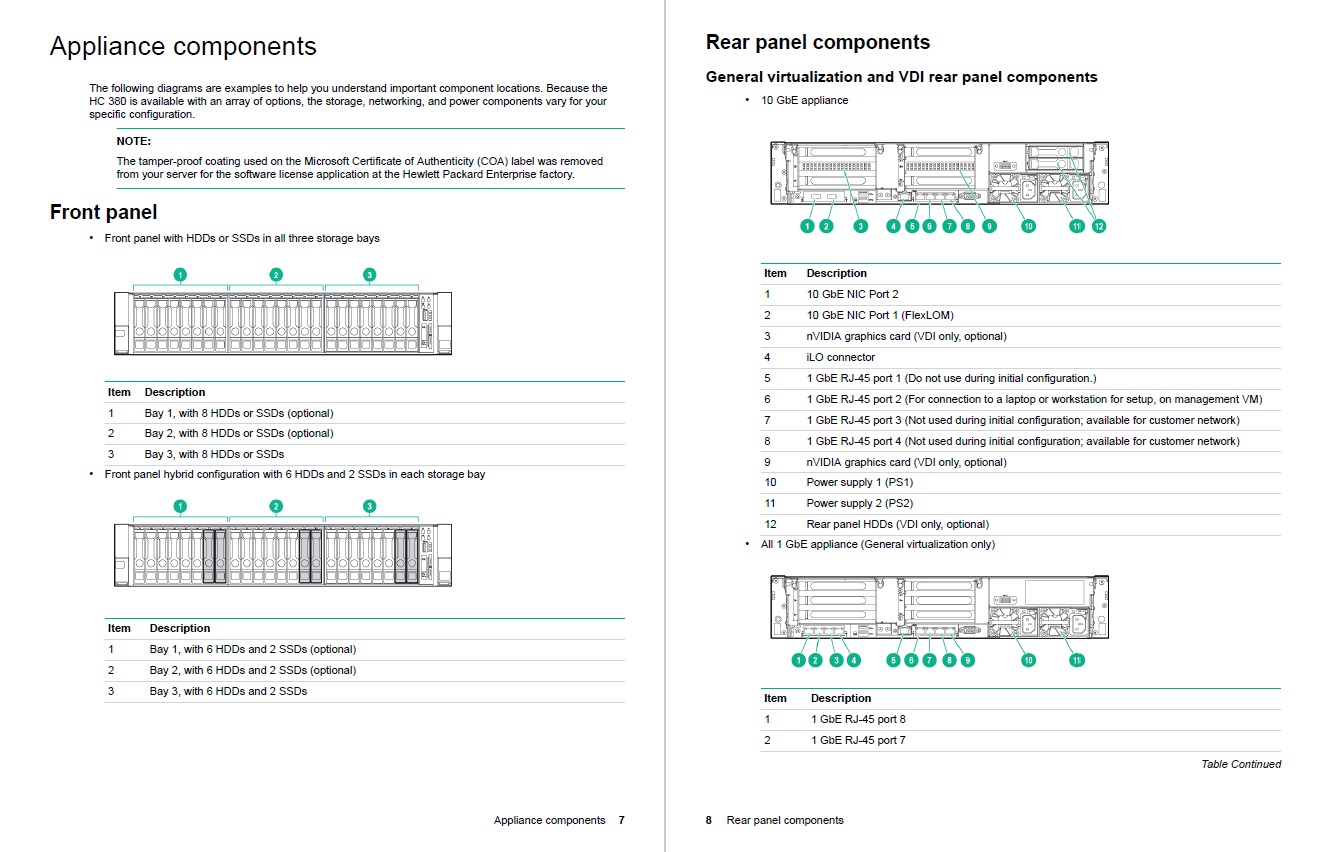 Appliance components
The following diagrams are examples to help you understand important component locations. Because the
HC 380 is available with an array of options, the storage, networking, and power components vary for your
specific configuration.
NOTE:
The tamper-proof coating used on the Microsoft Certificate of Authenticity (COA) label was removed
from your server for the software license application at the Hewlett Packard Enterprise factory.
Front panel
• Front panel with HDDs or SSDs in all three storage bays
1 2 3
Item Description
1 Bay 1, with 8 HDDs or SSDs (optional)
2 Bay 2, with 8 HDDs or SSDs (optional)
3 Bay 3, with 8 HDDs or SSDs
• Front panel hybrid configuration with 6 HDDs and 2 SSDs in each storage bay
1 2 3
Item Description
1 Bay 1, with 6 HDDs and 2 SSDs (optional)
2 Bay 2, with 6 HDDs and 2 SSDs (optional)
3 Bay 3, with 6 HDDs and 2 SSDs
Appliance components 7
Rear panel components
General virtualization and VDI rear panel components
• 10 GbE appliance
1 2 3 4 5 6 7 8 9 10 11 12
Item Description
1 10 GbE NIC Port 2
2 10 GbE NIC Port 1 (FlexLOM)
3 nVIDIA graphics card (VDI only, optional)
4 iLO connector
5 1 GbE RJ-45 port 1 (Do not use during initial configuration.)
6 1 GbE RJ-45 port 2 (For connection to a laptop or workstation for setup, on management VM)
7 1 GbE RJ-45 port 3 (Not used during initial configuration; available for customer network)
8 1 GbE RJ-45 port 4 (Not used during initial configuration; available for customer network)
9 nVIDIA graphics card (VDI only, optional)
10 Power supply 1 (PS1)
11 Power supply 2 (PS2)
12 Rear panel HDDs (VDI only, optional)
• All 1 GbE appliance (General virtualization only)
1 2 3 4 5 6 7 8 9 10 11
Item Description
1 1 GbE RJ-45 port 8
2 1 GbE RJ-45 port 7
Table Continued
8 Rear panel components